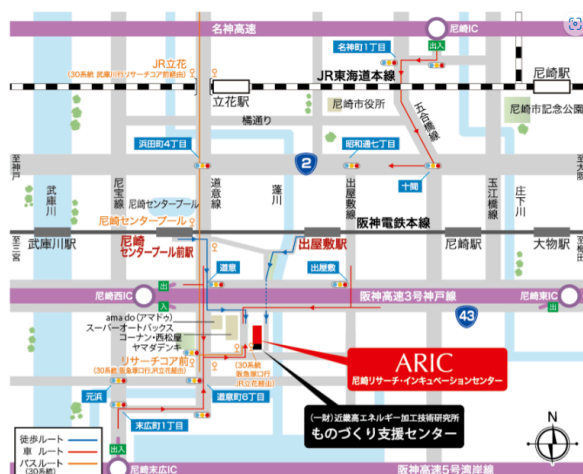 名神高速
尼崎IC
出入
名神町1丁目
JR立花
(30系統 武庫川行リサーチコア前経由)
JR東海道本線
立花駅
尼崎駅
尼崎市役所
尼崎市記念公園
橘通り
五合橋線
浜田町4丁目
昭和通七丁目
2
十間
至神戸
至大阪
武庫川
尼宝線
道意線
蓬川
出屋敷線
玉江橋線
庄下川
尼崎センタープール
尼崎センタープール
阪神電鉄本線
武庫川駅
尼崎
センタープール前駅
出屋敷駅
尼崎駅
大物駅
至三宮
至梅田
道意
出屋敷
尼崎西IC
出
入
阪神高速3号神戸線
尼崎東IC
出
43
ama do(アマドゥ)
スーパーオートバックス
コーナン・西松屋
ヤマダデンキ
リサーチコア前
(30系統 阪急塚口行、JR立花経由)
(30系統
阪急塚口行
、JR立花経由)
ARIC
尼崎リサーチ・インキュベーションセンター
元浜
道意町6丁目
末広町1丁目
(一財)近畿高エネルギー加工技術研究所
ものづくり支援センター
出入
尼崎末広IC
阪神高速5号湾岸線
徒歩ルート
車 ルート
バスルート
(30系統)
N